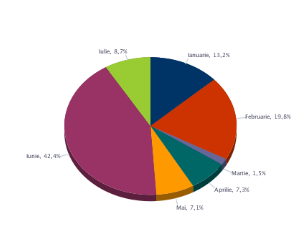 Iulie, 8,7%
Ianuarie, 13,2%
Februarie, 19,8%
Martie, 1,5%
Aprilie, 7,3%
Mai, 7,1%
Iunie, 42,4%